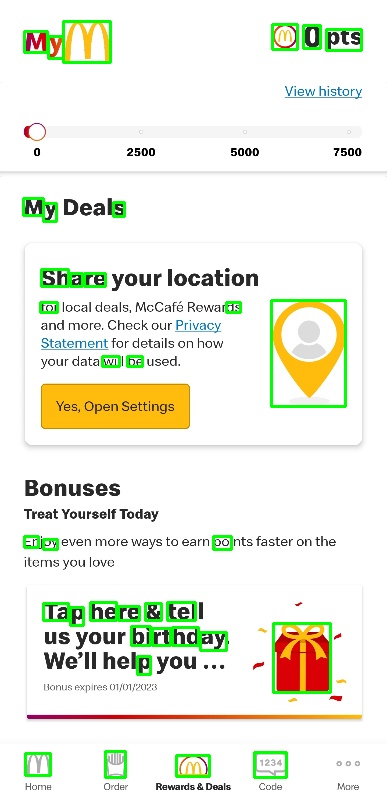 My
0 pts
View history
0 2500 5000 7500
My Deals
Share your location
for local deals, McCafé Rewards
and more. Check our Privacy
Statement for details on how
your data will be used.
Yes, Open Settings
Bonuses
Treat Yourself Today
Enjoy even more ways to earn points faster on the
items you love
Tap here & tell
us your birthday.
We'll help you ...
Bonus expires 01/01/2023
1234
Home Order Rewards & Deals Code More